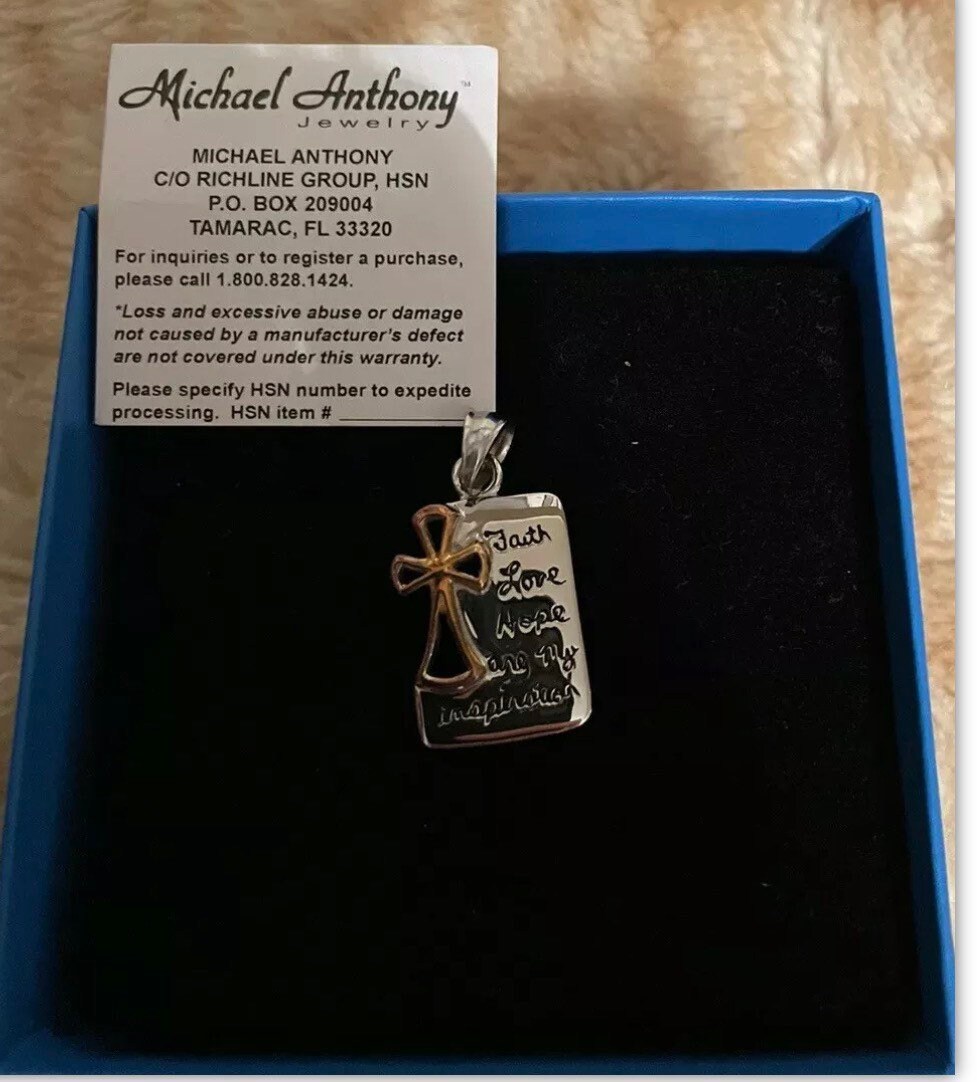 Michael Anthony™
Jewelry
MICHAEL ANTHONY
C/O RICHLINE GROUP, HSN
P.O. BOX 209004
TAMARAC, FL 33320
For inquiries or to register a purchase,
please call 1.800.828.1424.
*Loss and excessive abuse or damage
not caused by a manufacturer's defect
are not covered under this warranty.
Please specify HSN number to expedite
processing. HSN item # ____________
Faith
Love
Hope
are my
inspiration